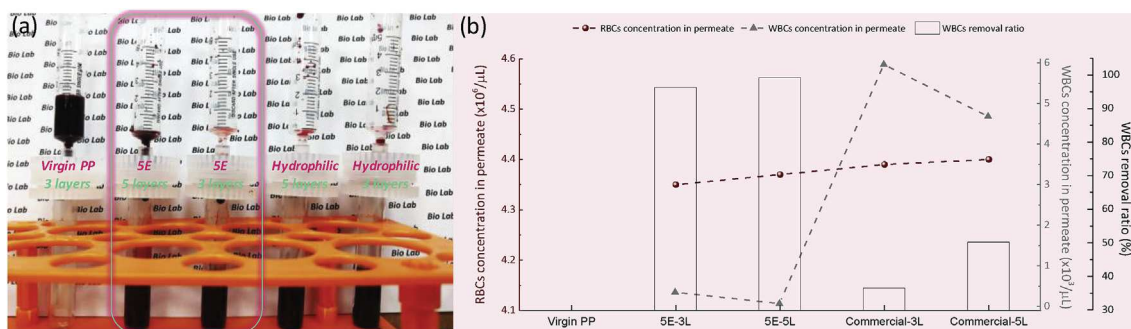 (a)
Bio Lab
Virgin PP
3 layers
5E
5 layers
5E
3 layers
Hydrophilic
5 layers
Hydrophilic
3 layers
(b)
RBCs concentration in permeate
WBCs concentration in permeate
WBCs removal ratio
RBCs concentration in permeate (x10⁶/μL)
4.6
4.5
4.4
4.3
4.2
4.1
Virgin PP
5E-3L
5E-5L
Commercial-3L
Commercial-5L
6
5
4
3
2
1
0
WBCs concentration in permeate (x10³/μL)
100
90
80
70
60
50
40
30
WBCs removal ratio (%)